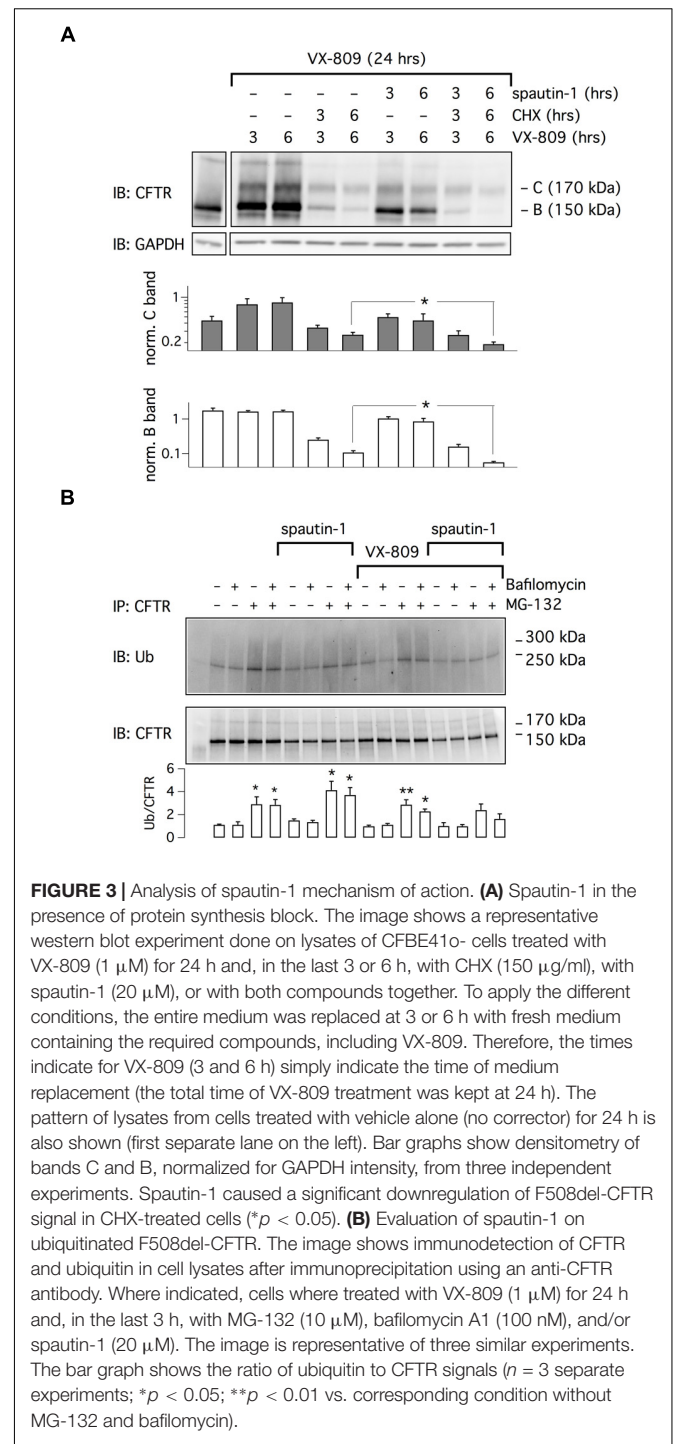 A
VX-809 (24 hrs)
– – – – 3 6 3 6 spautin-1 (hrs)
– – 3 6 – – 3 6 CHX (hrs)
3 6 3 6 3 6 3 6 VX-809 (hrs)
IB: CFTR
– C (170 kDa)
– B (150 kDa)
IB: GAPDH
norm. C band
1
0.2
*
norm. B band
1
0.1
*
B
spautin-1 spautin-1
VX-809
– + – + – + – + – + – + – + – + Bafilomycin
IP: CFTR – – + + – – + + – – + + – – + + MG-132
IB: Ub
300 kDa
250 kDa
IB: CFTR
170 kDa
150 kDa
Ub/CFTR
6
4
2
0
* * * * ** *
FIGURE 3 | Analysis of spautin-1 mechanism of action. (A) Spautin-1 in the
presence of protein synthesis block. The image shows a representative
western blot experiment done on lysates of CFBE41o- cells treated with
VX-809 (1 μM) for 24 h and, in the last 3 or 6 h, with CHX (150 μg/ml), with
spautin-1 (20 μM), or with both compounds together. To apply the different
conditions, the entire medium was replaced at 3 or 6 h with fresh medium
containing the required compounds, including VX-809. Therefore, the times
indicate for VX-809 (3 and 6 h) simply indicate the time of medium
replacement (the total time of VX-809 treatment was kept at 24 h). The
pattern of lysates from cells treated with vehicle alone (no corrector) for 24 h is
also shown (first separate lane on the left). Bar graphs show densitometry of
bands C and B, normalized for GAPDH intensity, from three independent
experiments. Spautin-1 caused a significant downregulation of F508del-CFTR
signal in CHX-treated cells (*p < 0.05). (B) Evaluation of spautin-1 on
ubiquitinated F508del-CFTR. The image shows immunodetection of CFTR
and ubiquitin in cell lysates after immunoprecipitation using an anti-CFTR
antibody. Where indicated, cells where treated with VX-809 (1 μM) for 24 h
and, in the last 3 h, with MG-132 (10 μM), bafilomycin A1 (100 nM), and/or
spautin-1 (20 μM). The image is representative of three similar experiments.
The bar graph shows the ratio of ubiquitin to CFTR signals (n = 3 separate
experiments; *p < 0.05; **p < 0.01 vs. corresponding condition without
MG-132 and bafilomycin).